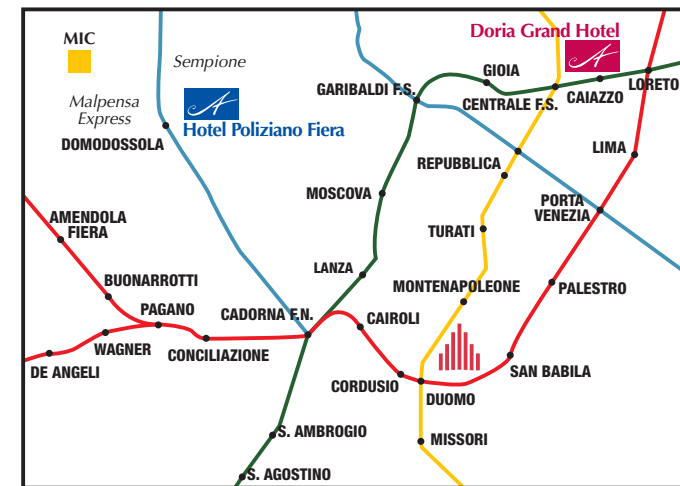 MIC
Sempione
Doria Grand Hotel
GIOIA
GARIBALDI F.S.
CENTRALE F.S.
CAIAZZO
LORETO
Malpensa
Express
Hotel Poliziano Fiera
DOMODOSSOLA
LIMA
REPUBBLICA
MOSCOVA
PORTA
VENEZIA
AMENDOLA
FIERA
TURATI
LANZA
BUONARROTTI
MONTENAPOLEONE
PALESTRO
PAGANO
CADORNA F.N.
CAIROLI
WAGNER
CONCILIAZIONE
DE ANGELI
SAN BABILA
CORDUSIO
DUOMO
S. AMBROGIO
MISSORI
S. AGOSTINO